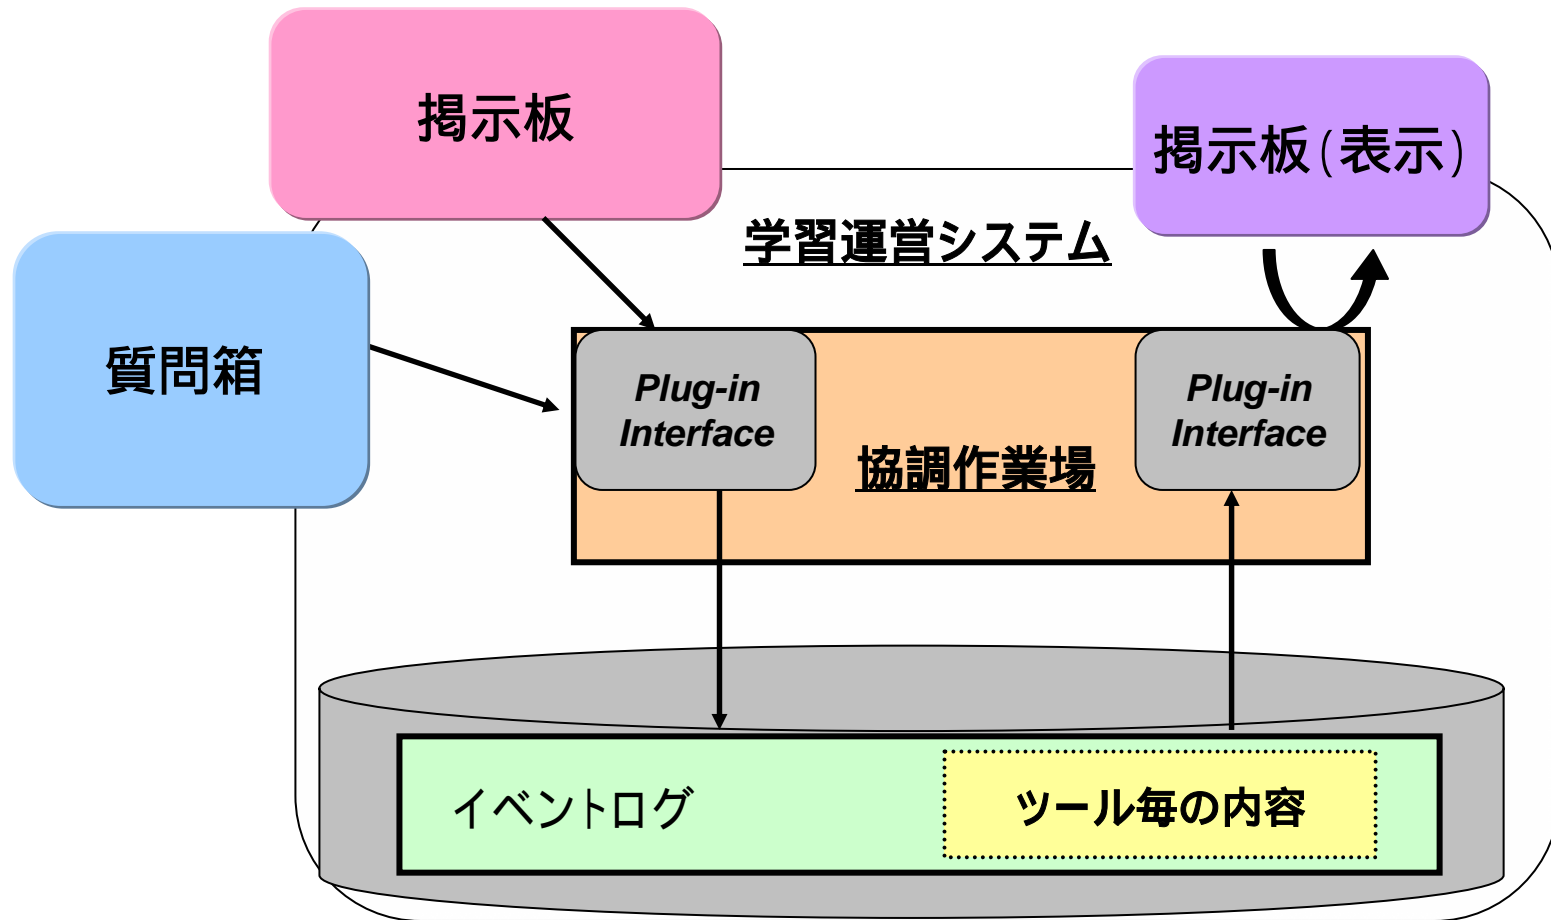 掲示板
掲示板(表示)
学習運営システム
質問箱
Plug-in
Interface
協調作業場
Plug-in
Interface
イベントログ
ツール毎の内容